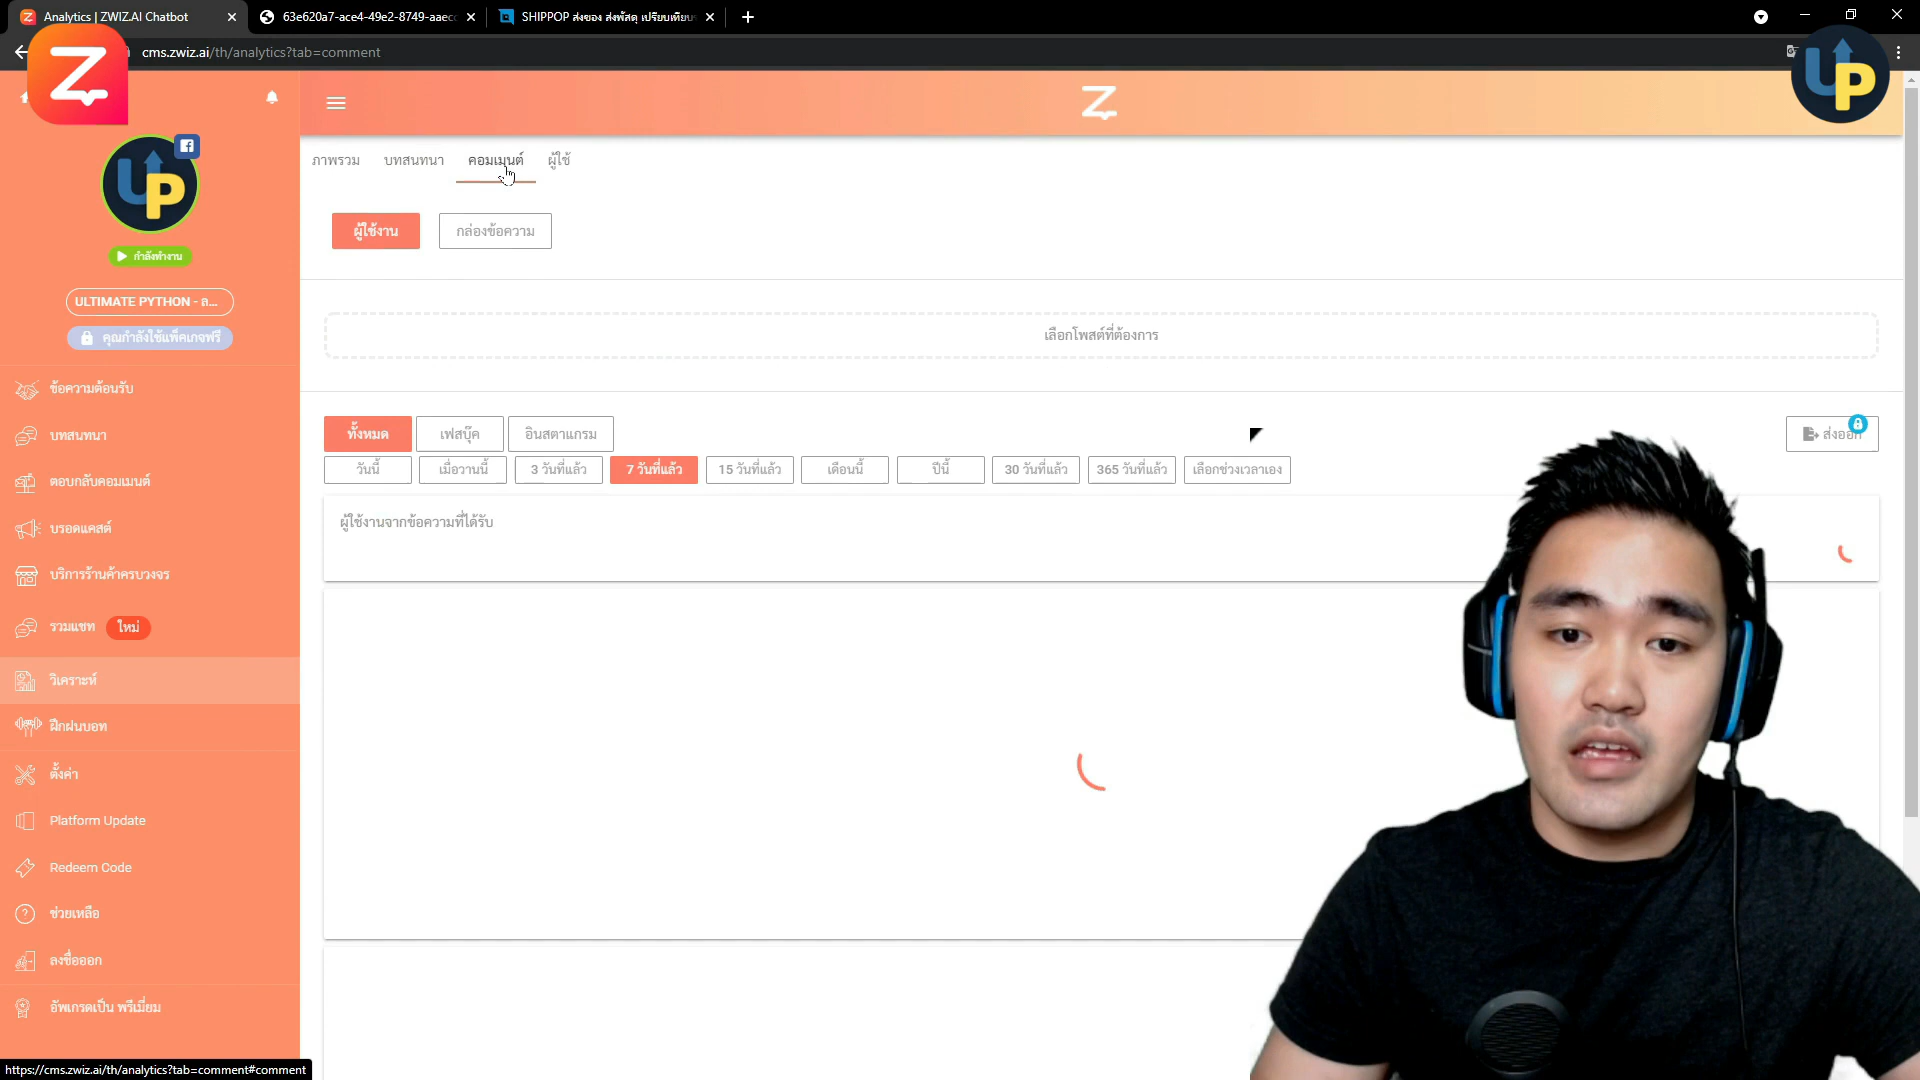 Analytics | ZWIZ.AI Chatbot
63e620a7-ace4-49e2-8749-aaec
SHIPPOP ส่งของ ส่งพัสดุ เปรียบเทียบ
cms.zwiz.ai/th/analytics?tab=comment
Z
UP
Z
UP
กำลังทำงาน
ULTIMATE PYTHON - ส...
คุณกำลังใช้แพ็คเกจฟรี
ข้อความต้อนรับ
บทสนทนา
ตอบกลับคอมเมนต์
บรอดแคสต์
บริการร้านค้าครบวงจร
รวมแชท ใหม่
วิเคราะห์
ฝึกฝนบอท
ตั้งค่า
Platform Update
Redeem Code
ช่วยเหลือ
ลงชื่อออก
อัพเกรดเป็น พรีเมี่ยม
ภาพรวม บทสนทนา คอมเมนต์ ผู้ใช้
ผู้ใช้งาน กล่องข้อความ
เลือกโพสต์ที่ต้องการ
ทั้งหมด เฟสบุ๊ค อินสตาแกรม ส่งออก
วันนี้ เมื่อวานนี้ 3 วันที่แล้ว 7 วันที่แล้ว 15 วันที่แล้ว เดือนนี้ ปีนี้ 30 วันที่แล้ว 365 วันที่แล้ว เลือกช่วงเวลาเอง
ผู้ใช้งานจากข้อความที่ได้รับ
https://cms.zwiz.ai/th/analytics?tab=comment#comment